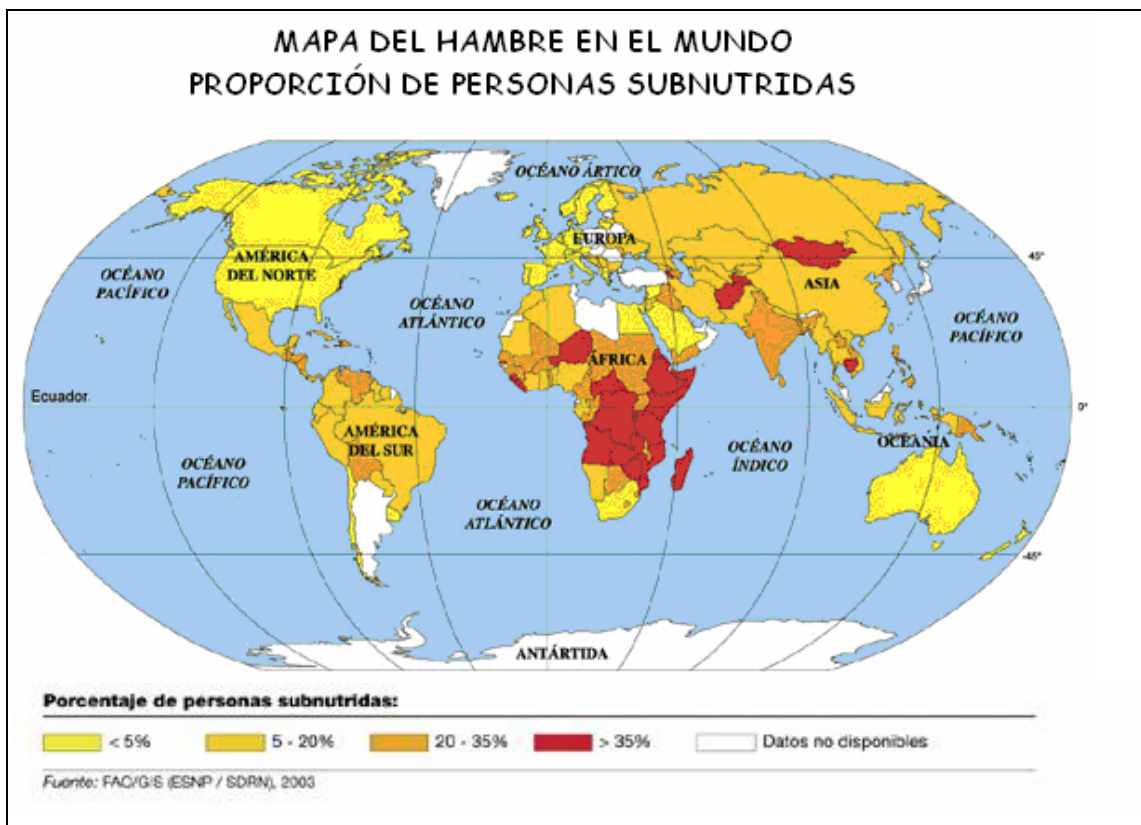 MAPA DEL HAMBRE EN EL MUNDO
PROPORCIÓN DE PERSONAS SUBNUTRIDAS
OCÉANO ÁRTICO
EUROPA
AMÉRICA
DEL NORTE
45°
ASIA
OCÉANO
PACÍFICO
OCÉANO
ATLÁNTICO
OCÉANO
PACÍFICO
ÁFRICA
Ecuador
0°
AMÉRICA
DEL SUR
OCEANIA
OCÉANO
PACÍFICO
OCÉANO
ÍNDICO
OCÉANO
ATLÁNTICO
-45°
ANTÁRTIDA
Porcentaje de personas subnutridas:
< 5% 5 - 20% 20 - 35% > 35% Datos no disponibles
Fuente: FAC/GIS (ESNP / SDRN), 2003